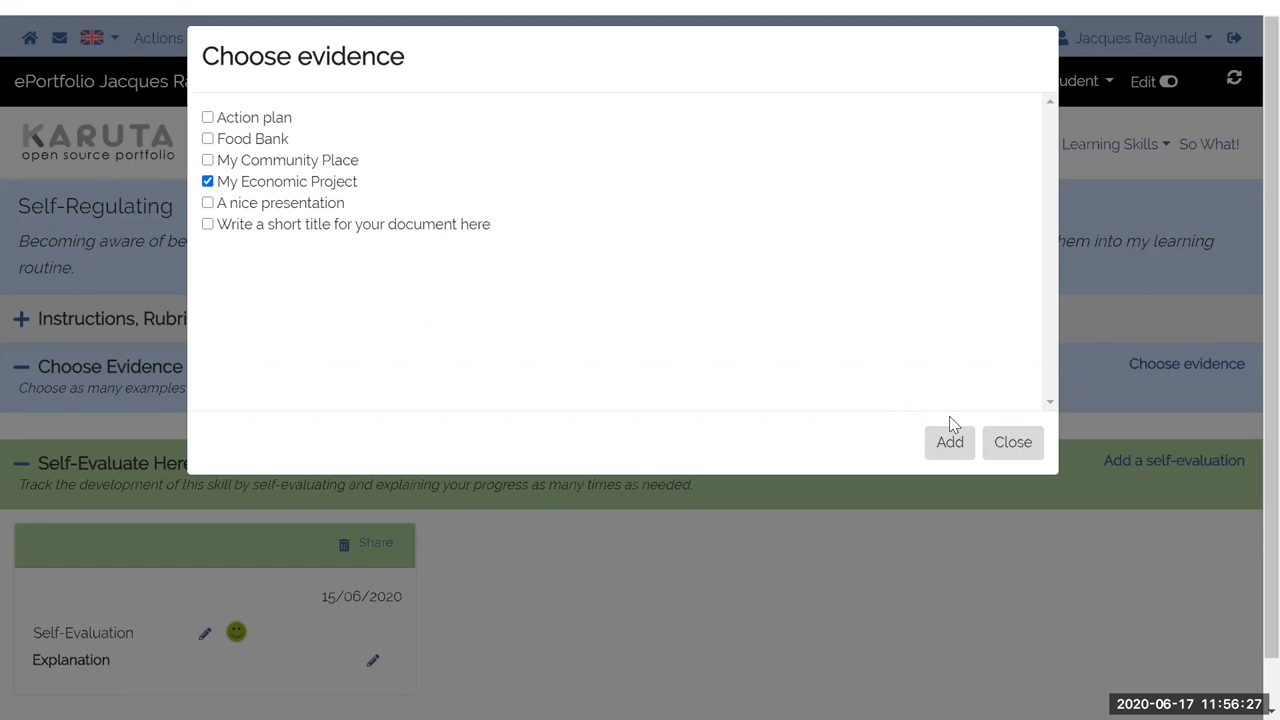 Actions
Jacques Raynauld
ePortfolio Jacques Ra
udent
Edit
KARUTA
open source portfolio
Learning Skills
So What!
Choose evidence
Action plan
Food Bank
My Community Place
My Economic Project
A nice presentation
Write a short title for your document here
Add
Close
Self-Regulating
Becoming aware of be
hem into my learning
routine.
Instructions, Rubri
Choose Evidence
Choose as many examples
Choose evidence
Self-Evaluate Here
Track the development of this skill by self-evaluating and explaining your progress as many times as needed.
Add a self-evaluation
Share
15/06/2020
Self-Evaluation
Explanation
2020-06-17 11:56:27